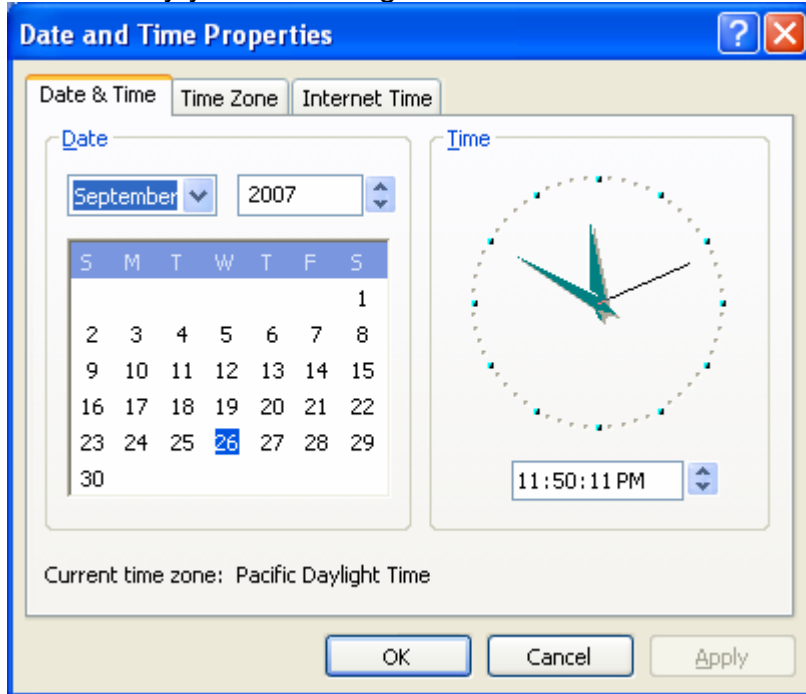 Date and Time Properties
Date & Time Time Zone Internet Time
Date
September 2007
S M T W T F S
1
2 3 4 5 6 7 8
9 10 11 12 13 14 15
16 17 18 19 20 21 22
23 24 25 26 27 28 29
30
Time
11:50:11 PM
Current time zone: Pacific Daylight Time
OK Cancel Apply